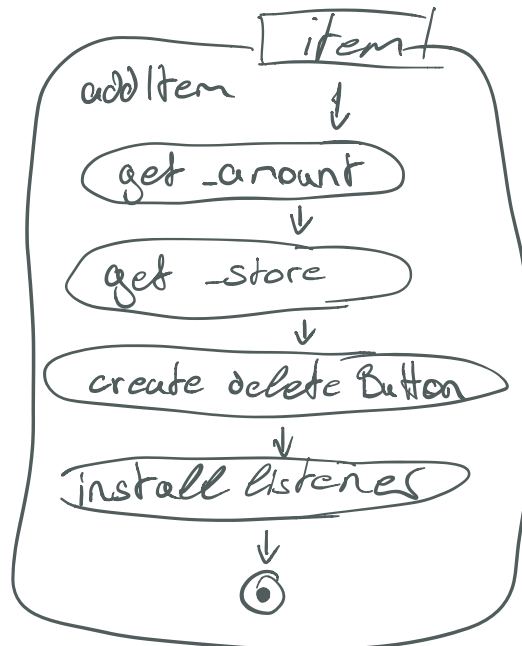 item
addItem
get _amount
get _store
create delete Button
install listener